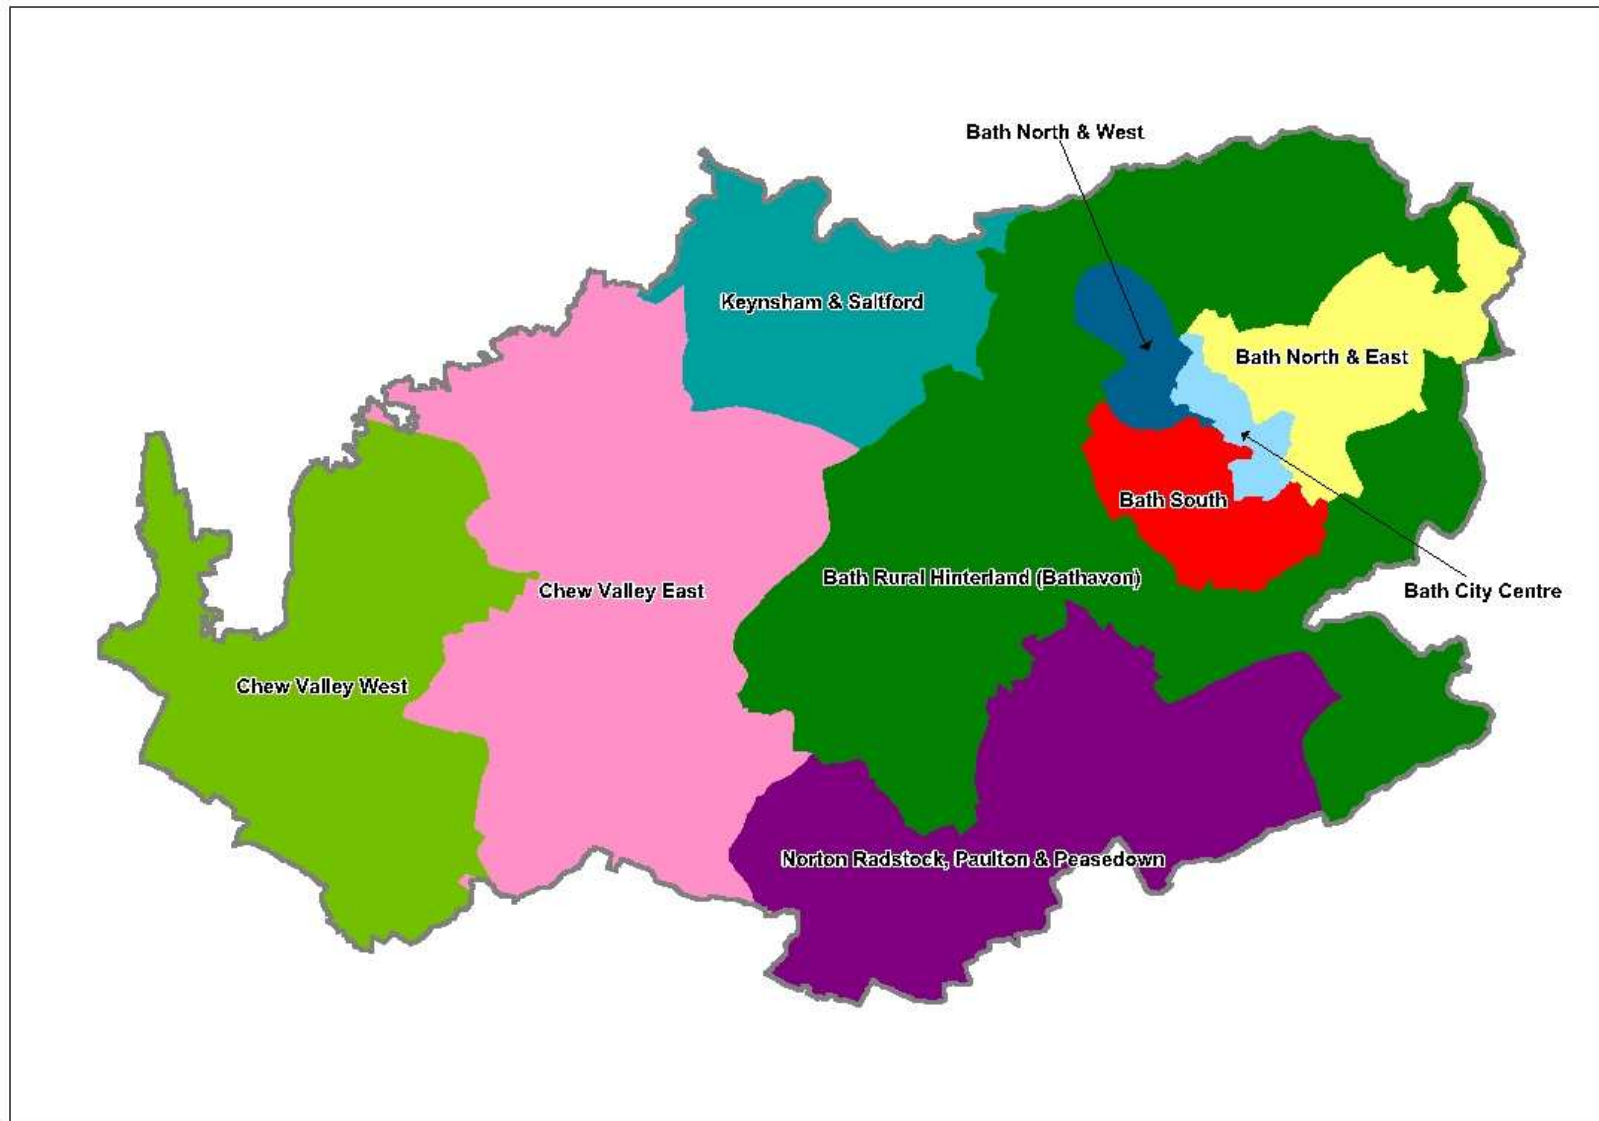 Bath North & West
Keynsham & Saltford
Bath North & East
Bath South
Bath Rural Hinterland (Bathavon)
Chew Valley East
Bath City Centre
Chew Valley West
Norton Radstock, Paulton & Peasedown